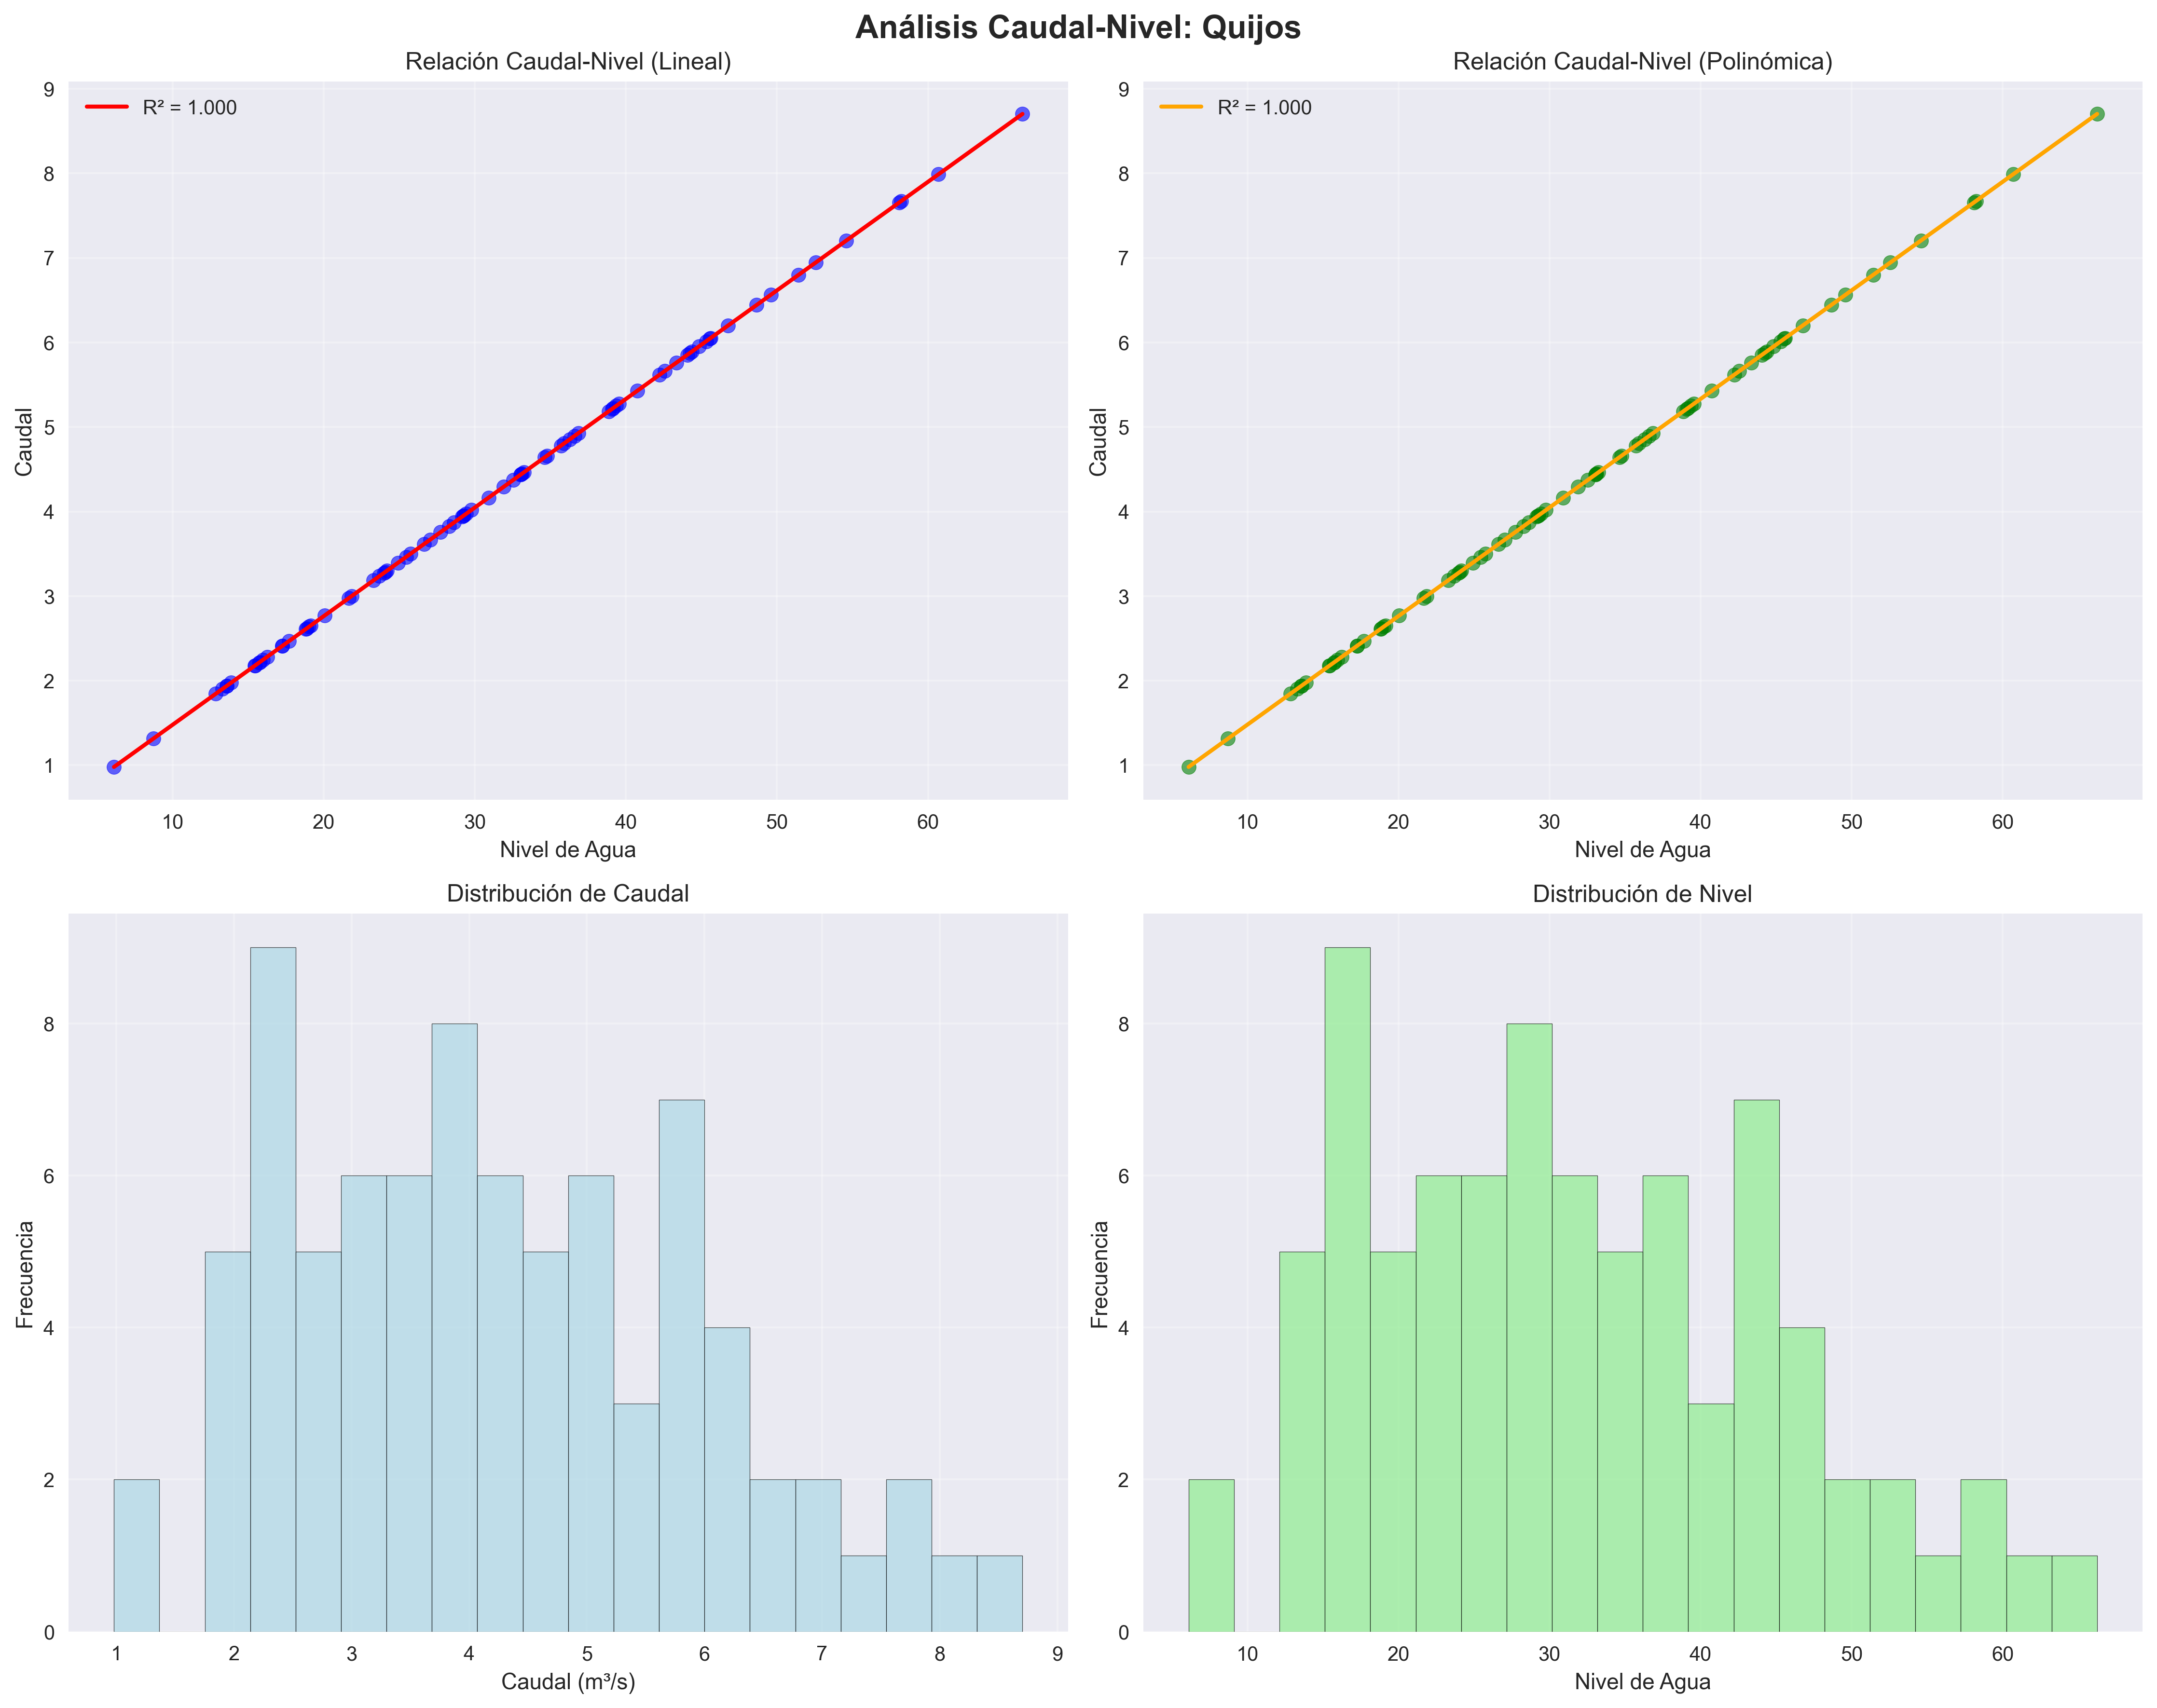 Análisis Caudal-Nivel: Quijos
Relación Caudal-Nivel (Lineal)
R² = 1.000
9
8
7
6
5
4
3
2
1
Caudal
10 20 30 40 50 60
Nivel de Agua
Relación Caudal-Nivel (Polinómica)
R² = 1.000
9
8
7
6
5
4
3
2
1
Caudal
10 20 30 40 50 60
Nivel de Agua
Distribución de Caudal
8
6
4
2
0
Frecuencia
1 2 3 4 5 6 7 8 9
Caudal (m³/s)
Distribución de Nivel
8
6
4
2
0
Frecuencia
10 20 30 40 50 60
Nivel de Agua